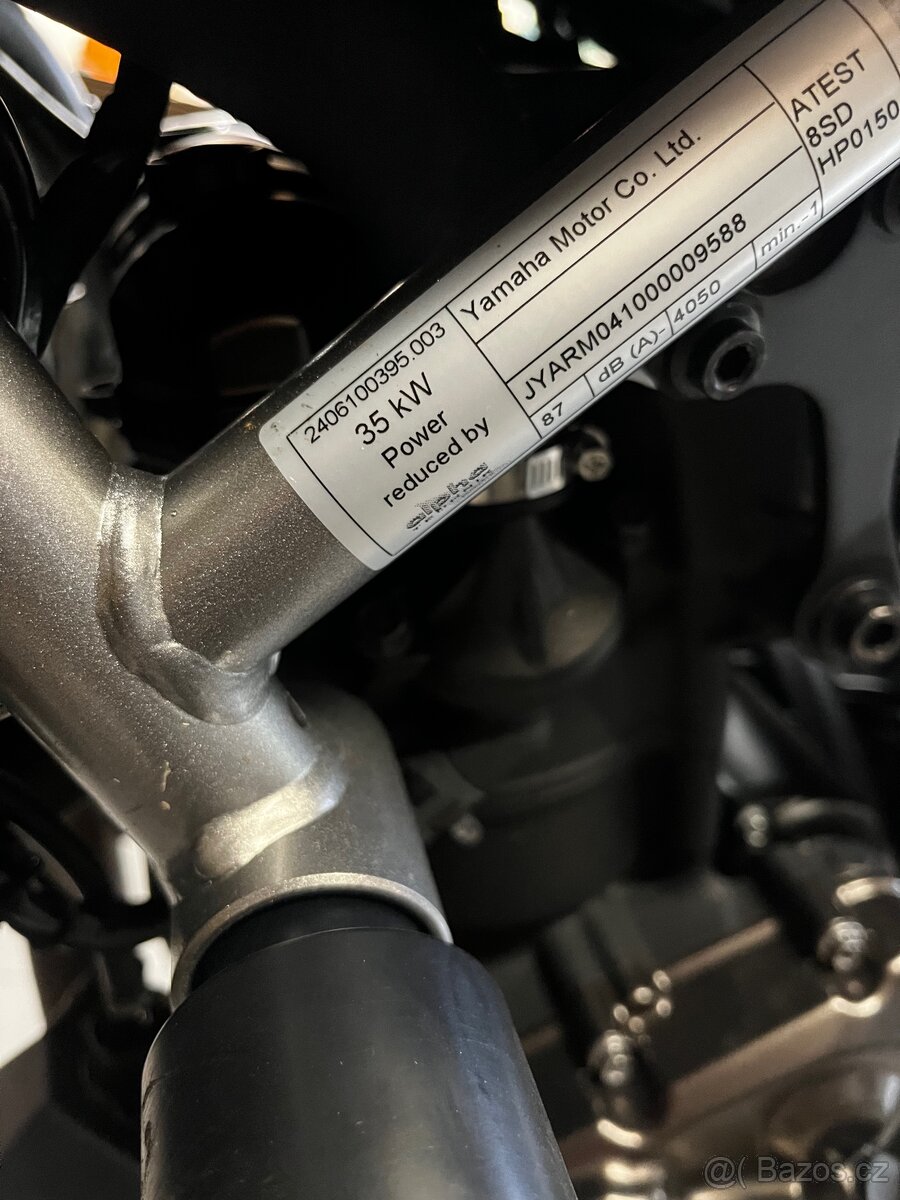 2406100395.003
35 kW
Power
reduced by
alpha
Yamaha Motor Co. Ltd.
JYARM041000009588
87 dB (A)- 4050 min.-1
ATEST
8SD
HP0150
@( Bazos.cz